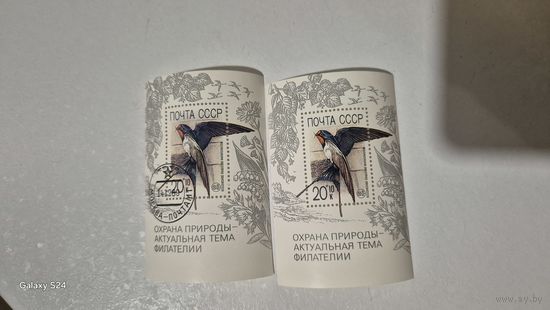 ПОЧТА СССР
20
ОХРАНА ПРИРОДЫ-
АКТУАЛЬНАЯ ТЕМА
ФИЛАТЕЛИИ
ПОЧТА СССР
20+10 к
ОХРАНА ПРИРОДЫ-
АКТУАЛЬНАЯ ТЕМА
ФИЛАТЕЛИИ
Galaxy S24
www.ay.by